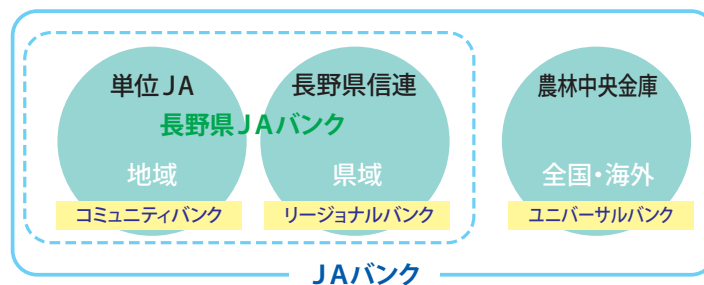 単位JA
長野県信連
農林中央金庫
長野県JAバンク
地域
県域
全国・海外
コミュニティバンク
リージョナルバンク
ユニバーサルバンク
JAバンク